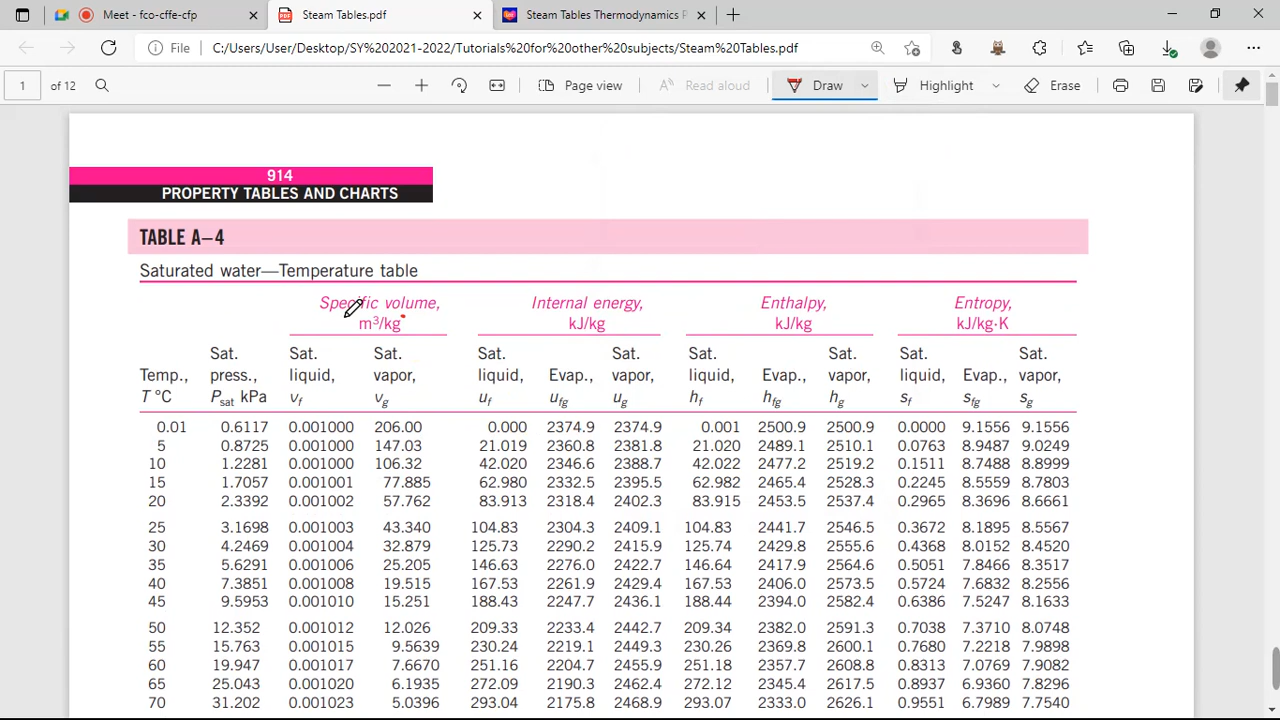 Meet - fco-cffe-cfp
Steam Tables.pdf
Steam Tables Thermodynamics P
File C:/Users/User/Desktop/SY%202021-2022/Tutorials%20for%20other%20subjects/Steam%20Tables.pdf
1 of 12 Page view Read aloud Draw Highlight Erase
914
PROPERTY TABLES AND CHARTS
TABLE A–4
Saturated water—Temperature table
Specific volume, Internal energy, Enthalpy, Entropy,
m³/kg kJ/kg kJ/kg kJ/kg·K
Sat. Sat. Sat. Sat. Sat. Sat. Sat. Sat. Sat.
Temp., press., liquid, vapor, liquid, Evap., vapor, liquid, Evap., vapor, liquid, Evap., vapor,
T °C Psat kPa vf vg uf ufg ug hf hfg hg sf sfg sg
0.01 0.6117 0.001000 206.00 0.000 2374.9 2374.9 0.001 2500.9 2500.9 0.0000 9.1556 9.1556
5 0.8725 0.001000 147.03 21.019 2360.8 2381.8 21.020 2489.1 2510.1 0.0763 8.9487 9.0249
10 1.2281 0.001000 106.32 42.020 2346.6 2388.7 42.022 2477.2 2519.2 0.1511 8.7488 8.8999
15 1.7057 0.001001 77.885 62.980 2332.5 2395.5 62.982 2465.4 2528.3 0.2245 8.5559 8.7803
20 2.3392 0.001002 57.762 83.913 2318.4 2402.3 83.915 2453.5 2537.4 0.2965 8.3696 8.6661
25 3.1698 0.001003 43.340 104.83 2304.3 2409.1 104.83 2441.7 2546.5 0.3672 8.1895 8.5567
30 4.2469 0.001004 32.879 125.73 2290.2 2415.9 125.74 2429.8 2555.6 0.4368 8.0152 8.4520
35 5.6291 0.001006 25.205 146.63 2276.0 2422.7 146.64 2417.9 2564.6 0.5051 7.8466 8.3517
40 7.3851 0.001008 19.515 167.53 2261.9 2429.4 167.53 2406.0 2573.5 0.5724 7.6832 8.2556
45 9.5953 0.001010 15.251 188.43 2247.7 2436.1 188.44 2394.0 2582.4 0.6386 7.5247 8.1633
50 12.352 0.001012 12.026 209.33 2233.4 2442.7 209.34 2382.0 2591.3 0.7038 7.3710 8.0748
55 15.763 0.001015 9.5639 230.24 2219.1 2449.3 230.26 2369.8 2600.1 0.7680 7.2218 7.9898
60 19.947 0.001017 7.6670 251.16 2204.7 2455.9 251.18 2357.7 2608.8 0.8313 7.0769 7.9082
65 25.043 0.001020 6.1935 272.09 2190.3 2462.4 272.12 2345.4 2617.5 0.8937 6.9360 7.8296
70 31.202 0.001023 5.0396 293.04 2175.8 2468.9 293.07 2333.0 2626.1 0.9551 6.7989 7.7540